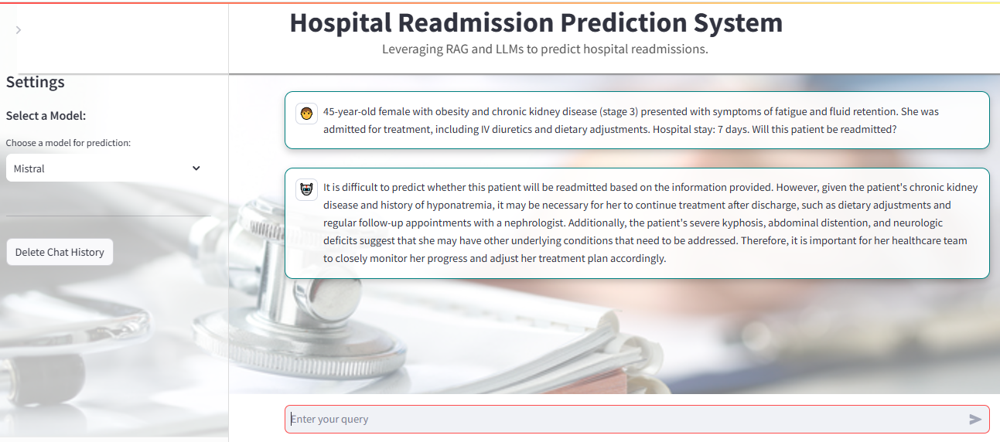 Hospital Readmission Prediction System
Leveraging RAG and LLMs to predict hospital readmissions.
Settings
Select a Model:
Choose a model for prediction:
Mistral
Delete Chat History
45-year-old female with obesity and chronic kidney disease (stage 3) presented with symptoms of fatigue and fluid retention. She was
admitted for treatment, including IV diuretics and dietary adjustments. Hospital stay: 7 days. Will this patient be readmitted?
It is difficult to predict whether this patient will be readmitted based on the information provided. However, given the patient's chronic kidney
disease and history of hyponatremia, it may be necessary for her to continue treatment after discharge, such as dietary adjustments and
regular follow-up appointments with a nephrologist. Additionally, the patient's severe kyphosis, abdominal distention, and neurologic
deficits suggest that she may have other underlying conditions that need to be addressed. Therefore, it is important for her healthcare team
to closely monitor her progress and adjust her treatment plan accordingly.
Enter your query